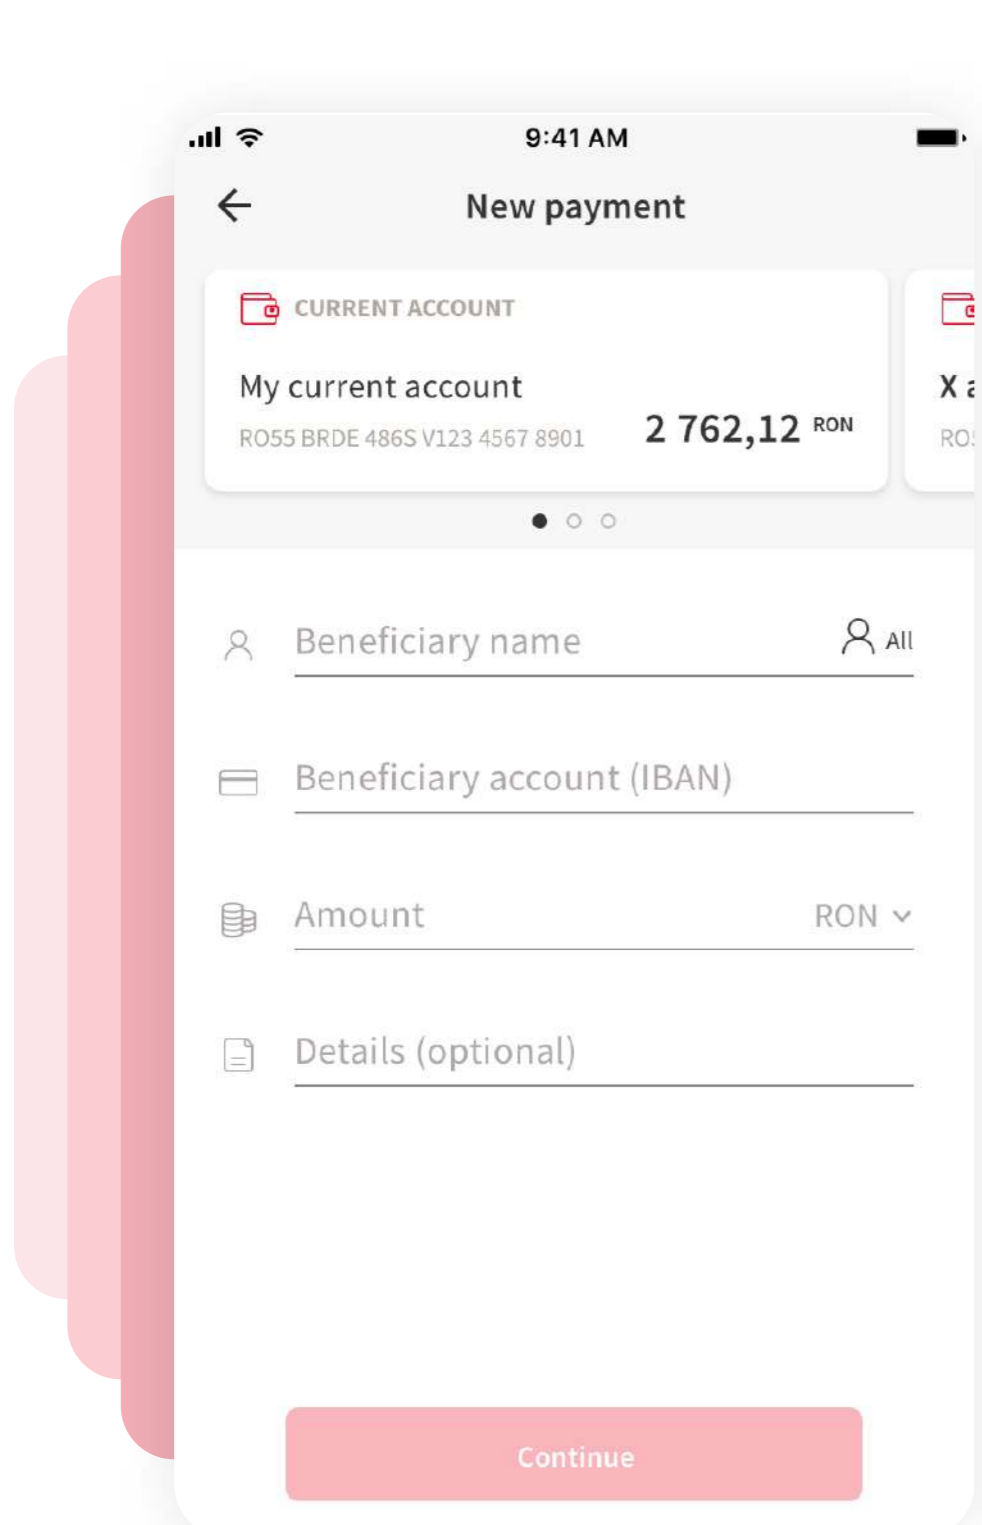 9:41 AM
New payment
CURRENT ACCOUNT
My current account
RO55 BRDE 486S V123 4567 8901
2 762,12 RON
X a
RO5
Beneficiary name
All
Beneficiary account (IBAN)
Amount
RON
Details (optional)
Continue